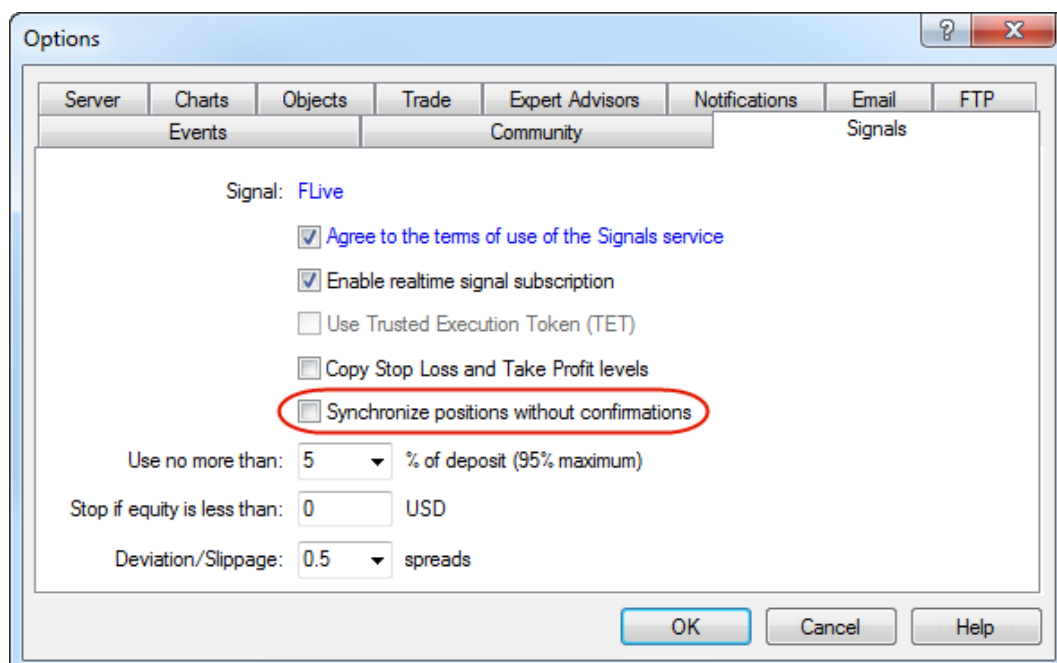 Options
Server Charts Objects Trade Expert Advisors Notifications Email FTP
Events Community Signals
Signal: FLive
Agree to the terms of use of the Signals service
Enable realtime signal subscription
Use Trusted Execution Token (TET)
Copy Stop Loss and Take Profit levels
Synchronize positions without confirmations
Use no more than: 5 % of deposit (95% maximum)
Stop if equity is less than: 0 USD
Deviation/Slippage: 0.5 spreads
OK Cancel Help